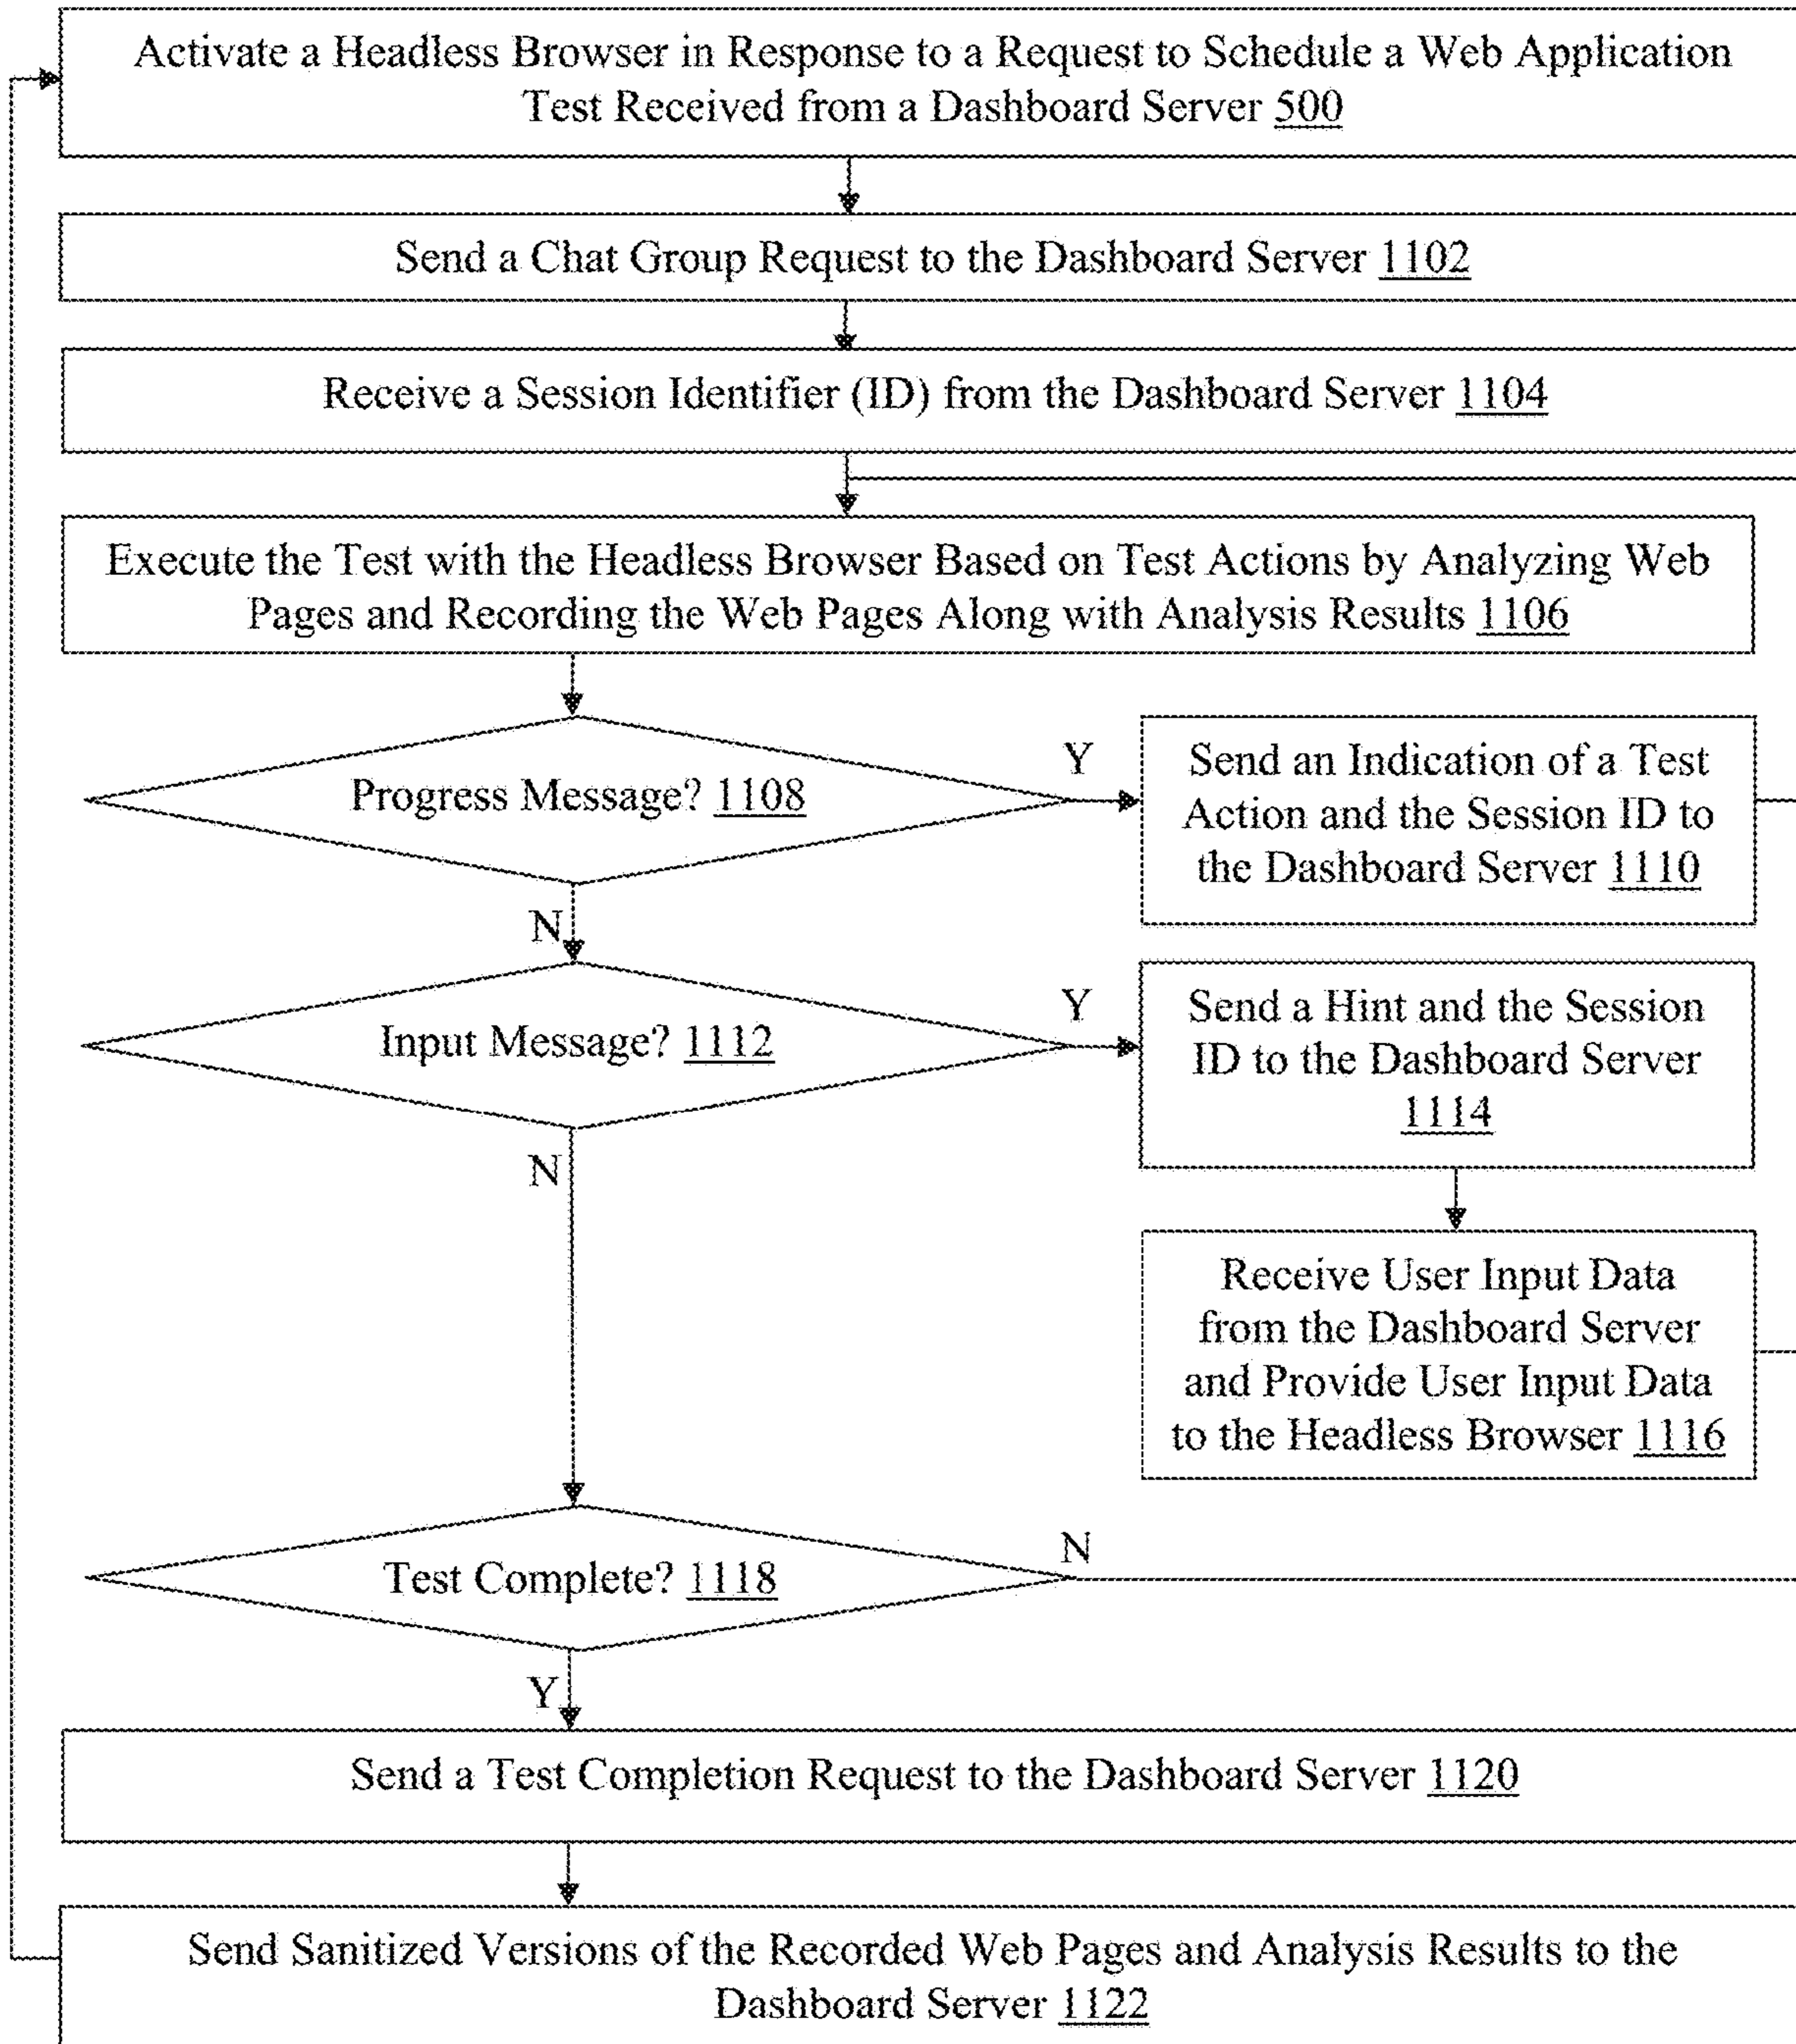 Activate a Headless Browser in Response to a Request to Schedule a Web Application
Test Received from a Dashboard Server 500
Send a Chat Group Request to the Dashboard Server 1102
Receive a Session Identifier (ID) from the Dashboard Server 1104
Execute the Test with the Headless Browser Based on Test Actions by Analyzing Web
Pages and Recording the Web Pages Along with Analysis Results 1106
Progress Message? 1108
Y
Send an Indication of a Test
Action and the Session ID to
the Dashboard Server 1110
N
Input Message? 1112
Y
Send a Hint and the Session
ID to the Dashboard Server
1114
N
Receive User Input Data
from the Dashboard Server
and Provide User Input Data
to the Headless Browser 1116
Test Complete? 1118
N
Y
Send a Test Completion Request to the Dashboard Server 1120
Send Sanitized Versions of the Recorded Web Pages and Analysis Results to the
Dashboard Server 1122